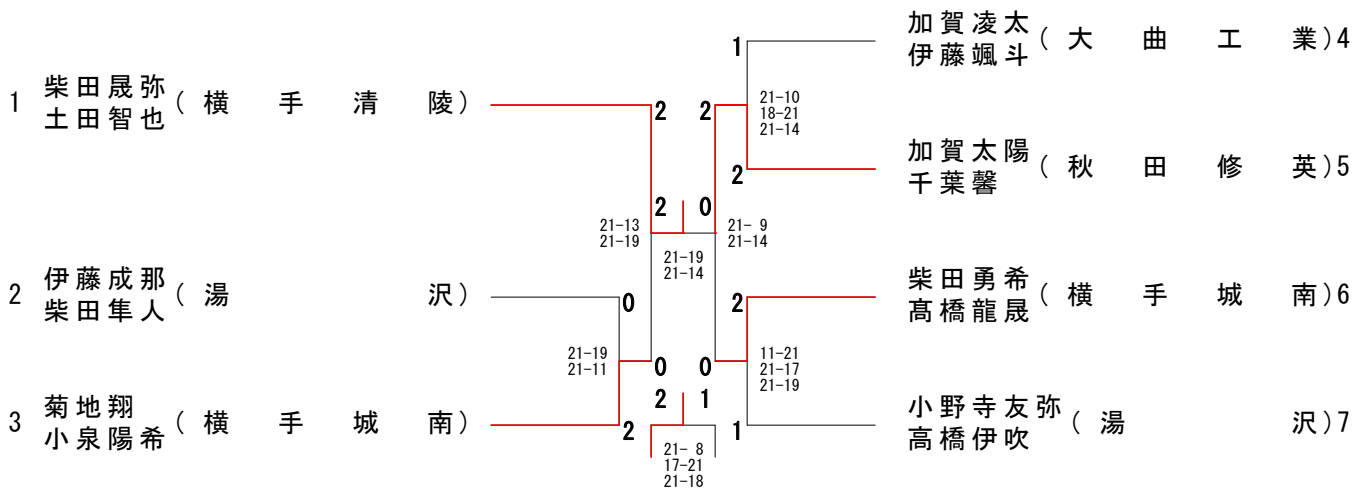 1 柴田晟弥
土田智也 (横手清陵)
2 伊藤成那
柴田隼人 (湯沢)
3 菊地翔
小泉陽希 (横手城南)
2
0
2
21-19
21-11
2
0
21-13
21-19
2
0
21-19
21-14
2
1
21- 8
17-21
21-18
2
0
21- 9
21-14
1
2
21-10
18-21
21-14
2
1
11-21
21-17
21-19
加賀凌太
伊藤颯斗 (大曲工業)4
加賀太陽
千葉馨 (秋田修英)5
柴田勇希
髙橋龍晟 (横手城南)6
小野寺友弥
高橋伊吹 (湯沢)7